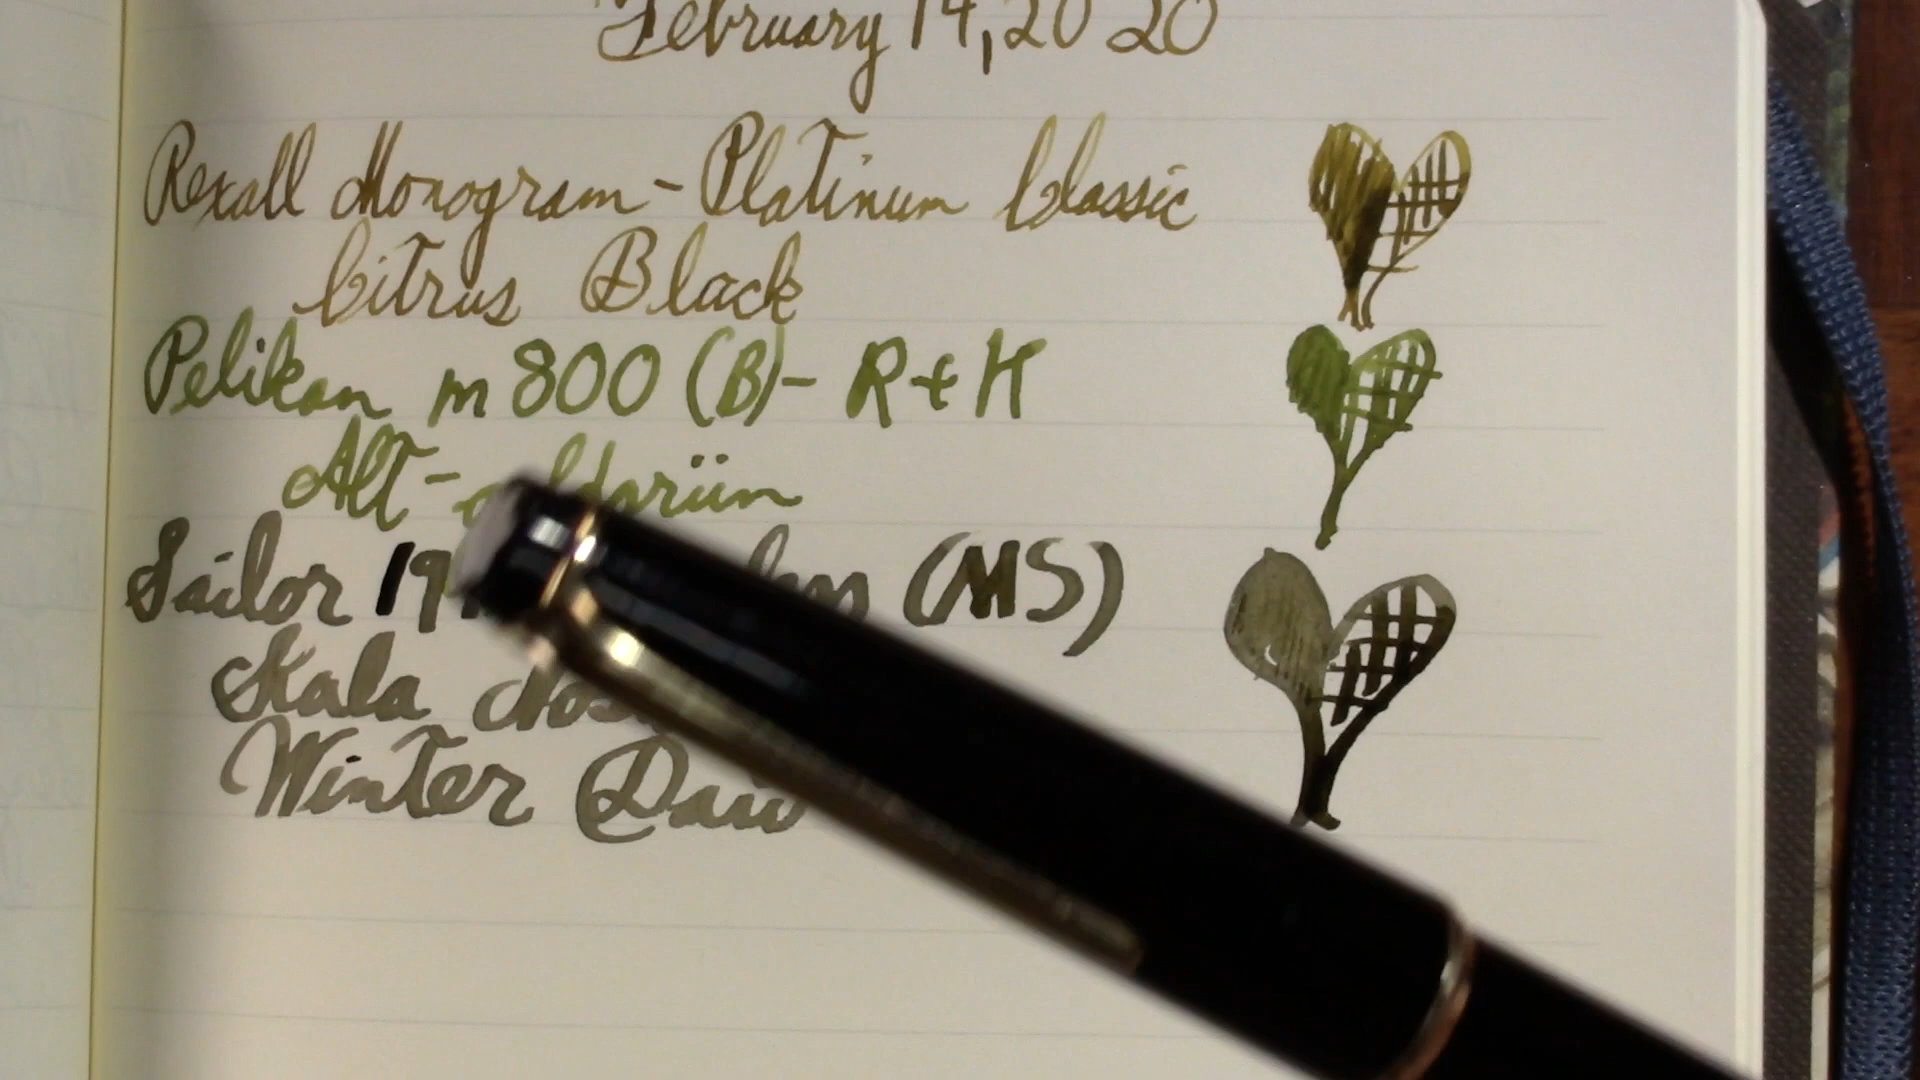 February 14, 2020
Rexall Monogram - Platinum Classic
Citrus Black
Pelikan m800 (B) - R + K
Alt-
Sailor (MS)
Kala
Winter